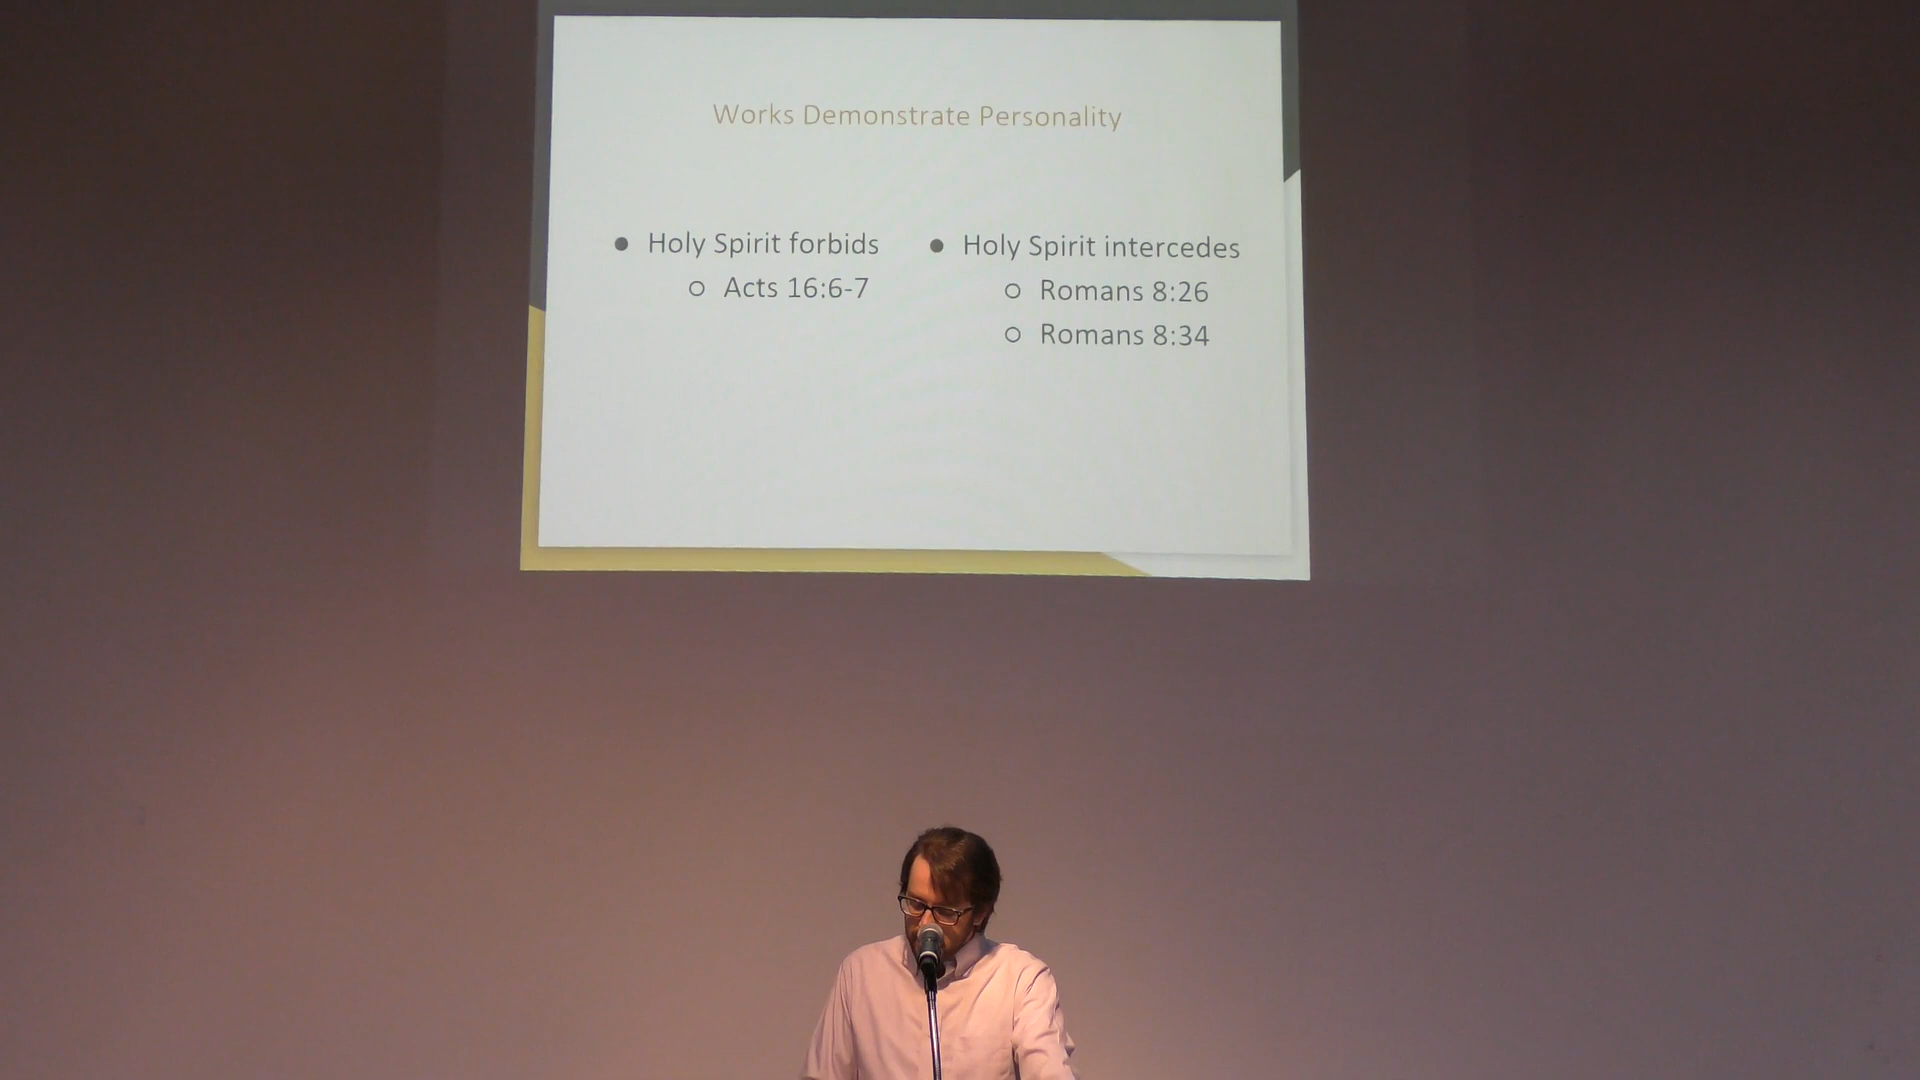 Works Demonstrate Personality
● Holy Spirit forbids
○ Acts 16:6-7
● Holy Spirit intercedes
○ Romans 8:26
○ Romans 8:34